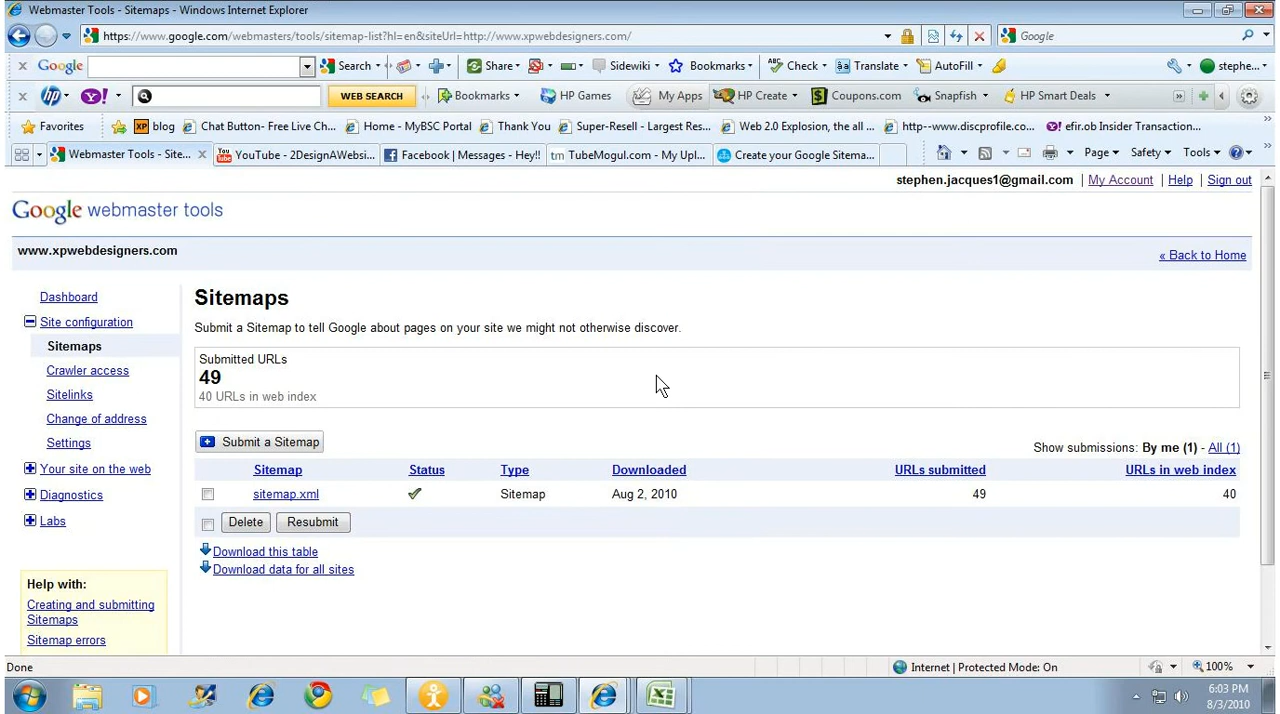 Webmaster Tools - Sitemaps - Windows Internet Explorer
https://www.google.com/webmasters/tools/sitemap-list?hl=en&siteUrl=http://www.xpwebdesigners.com/
Google
x Google Search Share Sidewiki Bookmarks Check Translate AutoFill stephe...
x hp Y! WEB SEARCH Bookmarks HP Games My Apps HP Create Coupons.com Snapfish HP Smart Deals
Favorites XP blog Chat Button- Free Live Ch... Home - MyBSC Portal Thank You Super-Resell - Largest Res... Web 2.0 Explosion, the all ... http--www.discprofile.co... Y! efir.ob Insider Transaction...
Webmaster Tools - Site... x YouTube - 2DesignAWebsi... Facebook | Messages - Hey!! tm TubeMogul.com - My Upl... Create your Google Sitema... Page Safety Tools
stephen.jacques1@gmail.com | My Account | Help | Sign out
Google webmaster tools
www.xpwebdesigners.com
« Back to Home
Dashboard
Site configuration
Sitemaps
Crawler access
Sitelinks
Change of address
Settings
Your site on the web
Diagnostics
Labs
Help with:
Creating and submitting
Sitemaps
Sitemap errors
Sitemaps
Submit a Sitemap to tell Google about pages on your site we might not otherwise discover.
Submitted URLs
49
40 URLs in web index
Submit a Sitemap
Show submissions: By me (1) - All (1)
Sitemap Status Type Downloaded URLs submitted URLs in web index
sitemap.xml Sitemap Aug 2, 2010 49 40
Delete Resubmit
Download this table
Download data for all sites
Done
Internet | Protected Mode: On
100%
6:03 PM
8/3/2010